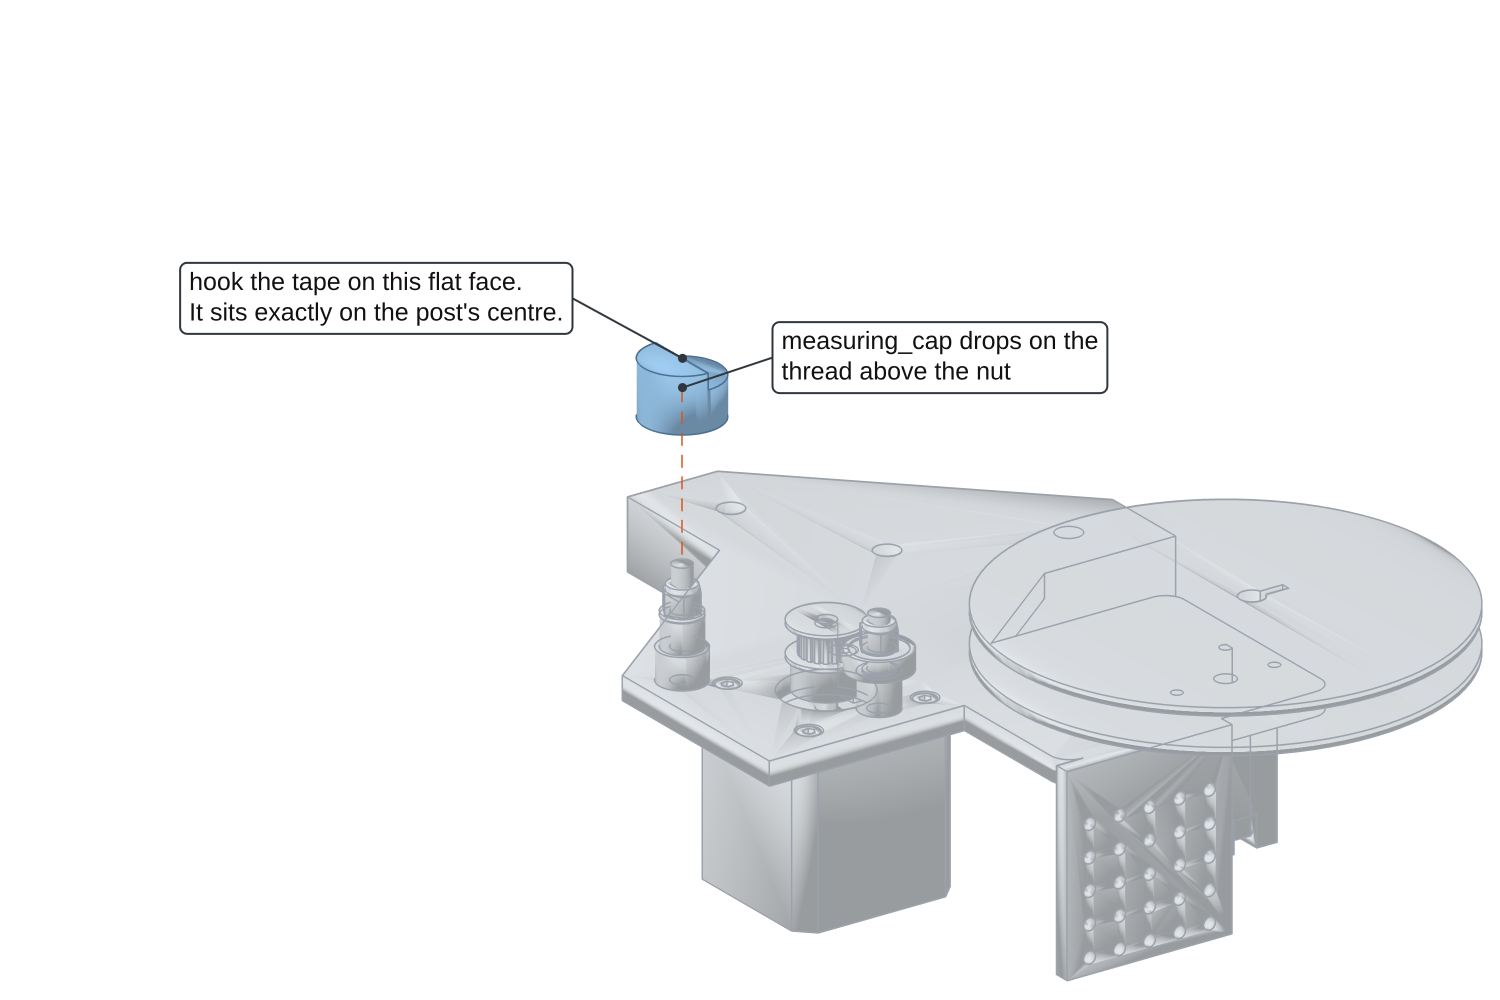 hook the tape on this flat face.
It sits exactly on the post's centre.
measuring_cap drops on the
thread above the nut